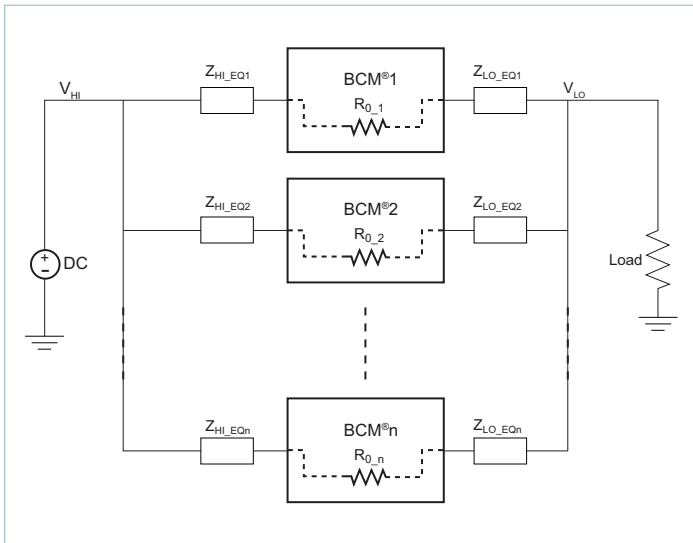 V_HI
Z_HI_EQ1
BCM®1
R_0_1
Z_LO_EQ1
V_LO
Z_HI_EQ2
BCM®2
R_0_2
Z_LO_EQ2
+
-
DC
Load
Z_HI_EQn
BCM®n
R_0_n
Z_LO_EQn